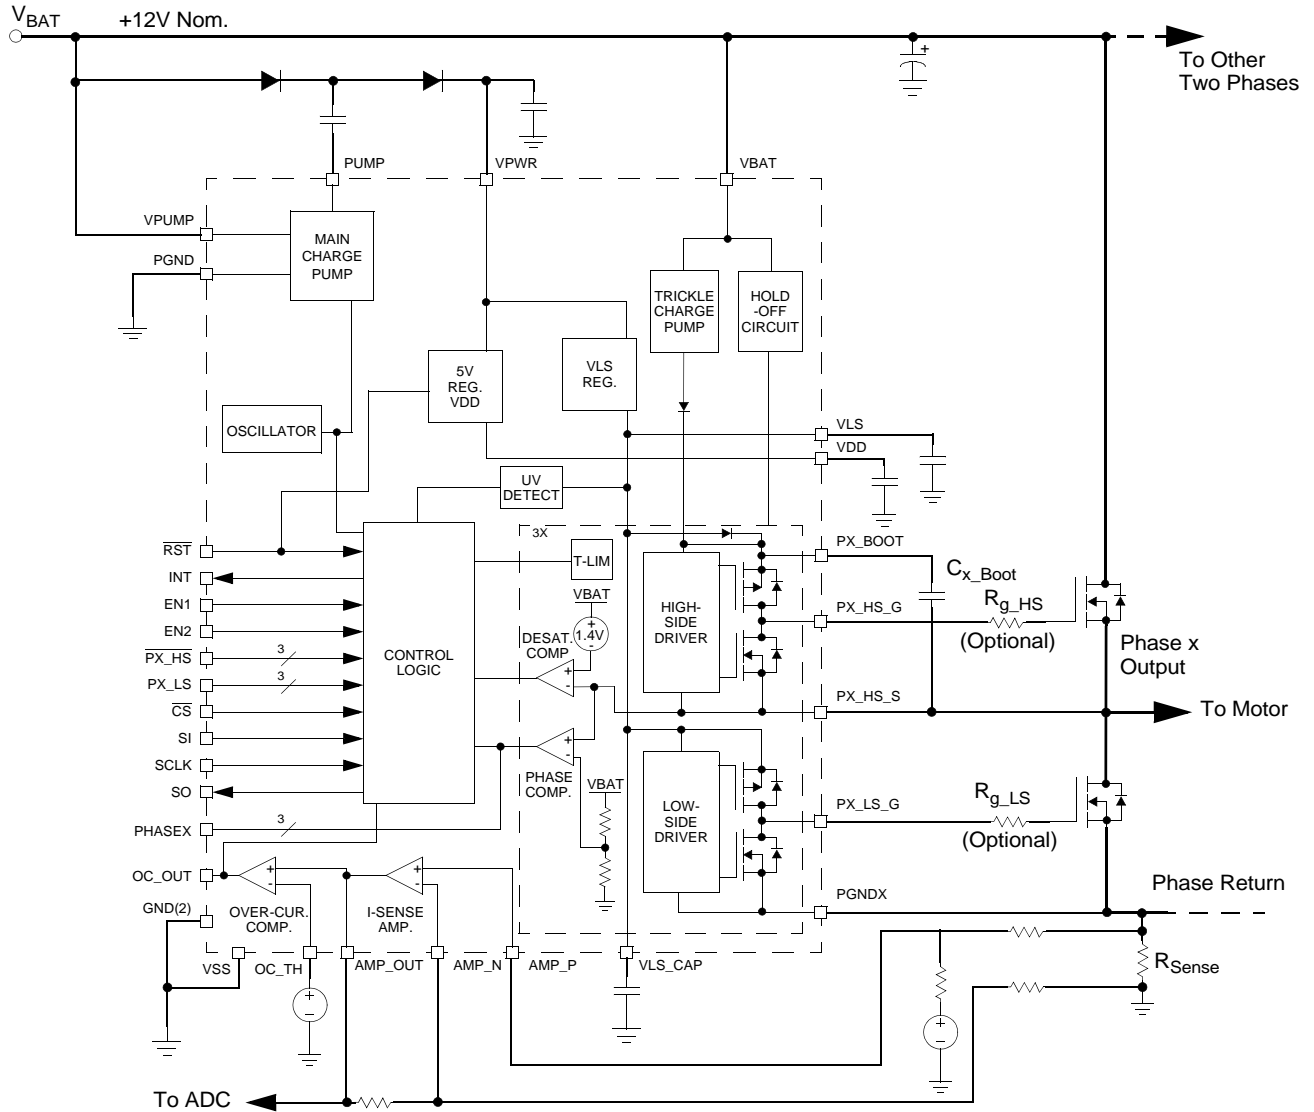 VBAT +12V Nom.
To Other
Two Phases
PUMP
VPWR
VBAT
VPUMP
PGND
MAIN
CHARGE
PUMP
TRICKLE
CHARGE
PUMP
HOLD
-OFF
CIRCUIT
5V
REG.
VDD
VLS
REG.
OSCILLATOR
VLS
VDD
UV
DETECT
3X
T-LIM
RST
INT
EN1
EN2
PX_HS
3
PX_LS
3
CS
SI
SCLK
SO
PHASEX
3
OC_OUT
GND(2)
CONTROL
LOGIC
VBAT
+
1.4V
-
DESAT.
COMP.
+
-
HIGH-
SIDE
DRIVER
PX_BOOT
Cx_Boot
PX_HS_G
Rg_HS
(Optional)
Phase x
Output
PX_HS_S
To Motor
PHASE
COMP.
+
-
VBAT
LOW-
SIDE
DRIVER
PX_LS_G
Rg_LS
(Optional)
PGNDX
Phase Return
OVER-CUR.
COMP.
+
-
I-SENSE
AMP.
+
-
VSS
OC_TH
AMP_OUT
AMP_N
AMP_P
VLS_CAP
RSense
+
-
+
-
+
To ADC